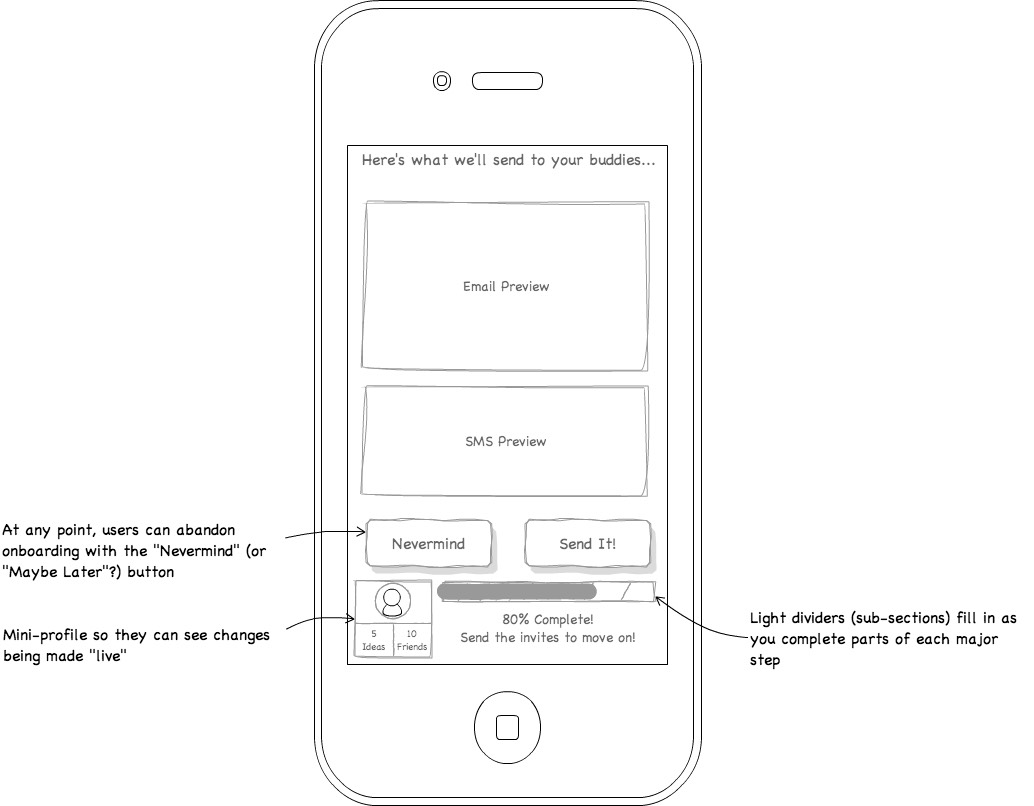 Here's what we'll send to your buddies...
Email Preview
SMS Preview
At any point, users can abandon
onboarding with the "Nevermind" (or
"Maybe Later"?) button
Nevermind
Send It!
Mini-profile so they can see changes
being made "live"
5
Ideas
10
Friends
80% Complete!
Send the invites to move on!
Light dividers (sub-sections) fill in as
you complete parts of each major
step